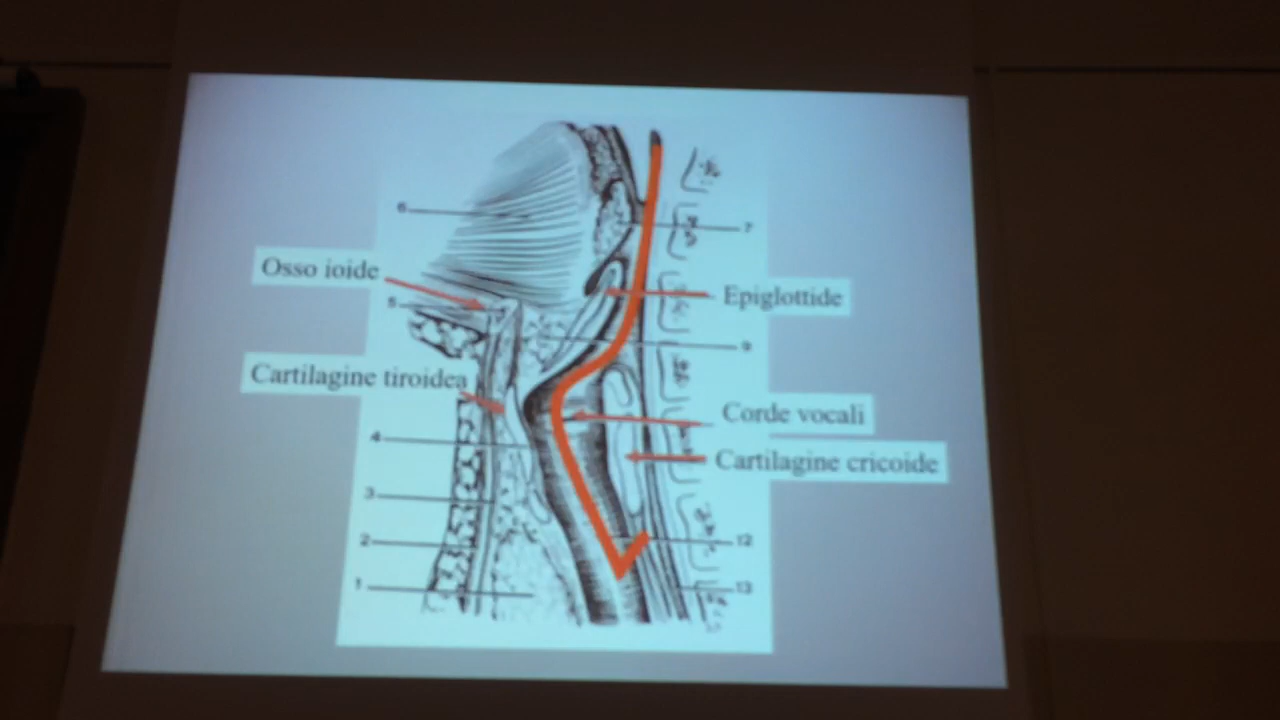 6
7
Osso ioide
5
Epiglottide
9
Cartilagine tiroidea
Corde vocali
4
Cartilagine cricoide
3
2
12
1
13